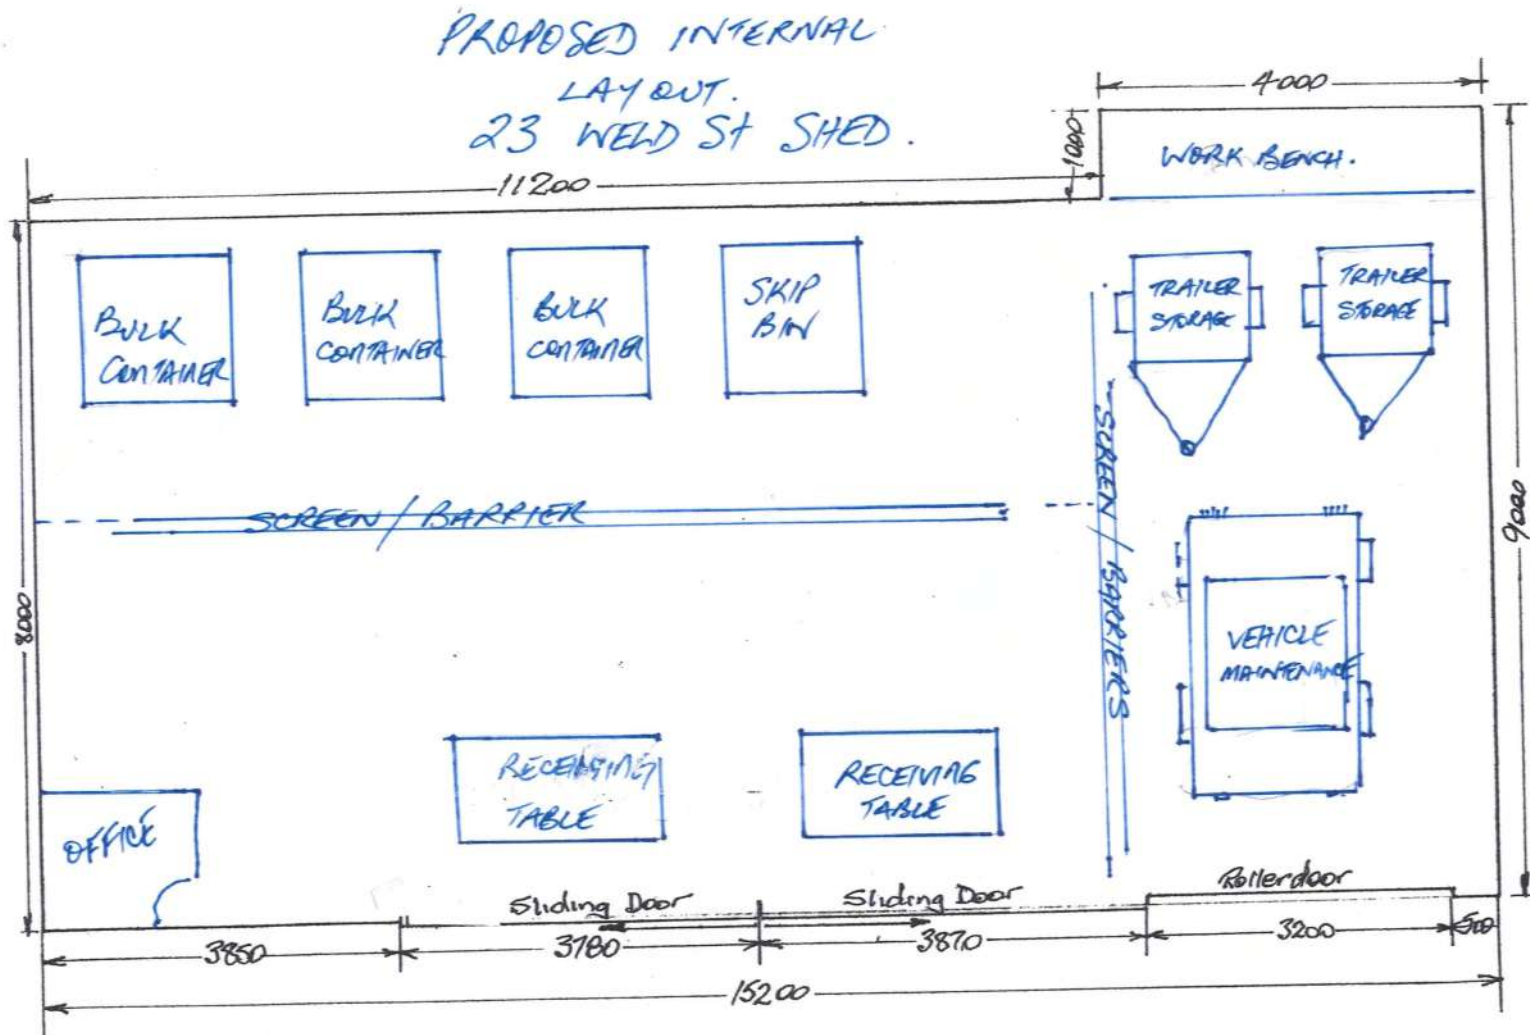 PROPOSED INTERNAL
LAYOUT.
23 WELD St SHED.
4000
1000
WORK BENCH.
11200
BULK
CONTAINER
BULK
CONTAINER
BULK
CONTAINER
SKIP
BIN
TRAILER
STORAGE
TRAILER
STORAGE
SCREEN / BARRIER
SCREEN / BARRIERS
8000
9000
VEHICLE
MAINTENANCE
RECEIVING
TABLE
RECEIVING
TABLE
OFFICE
Sliding Door
Sliding Door
Rollerdoor
3850
3780
3870
3200
500
15200